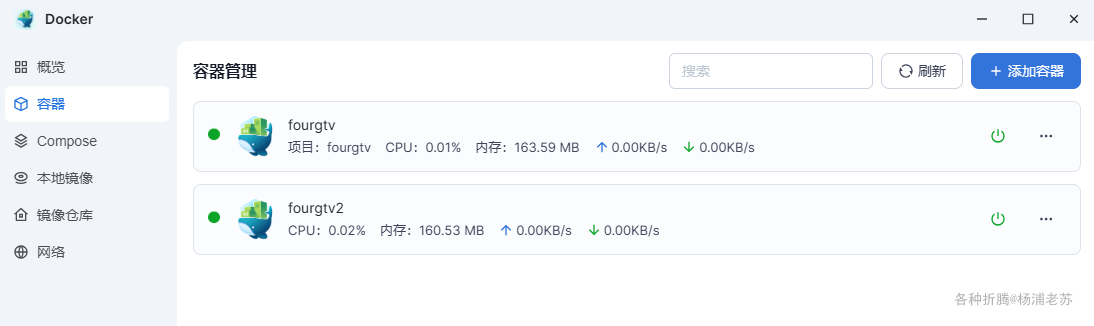 Docker
概览
容器
Compose
本地镜像
镜像仓库
网络
容器管理
搜索
刷新
添加容器
fourgtv
项目：fourgtv CPU：0.01% 内存：163.59 MB 0.00KB/s 0.00KB/s
fourgtv2
CPU：0.02% 内存：160.53 MB 0.00KB/s 0.00KB/s
各种折腾@杨浦老苏